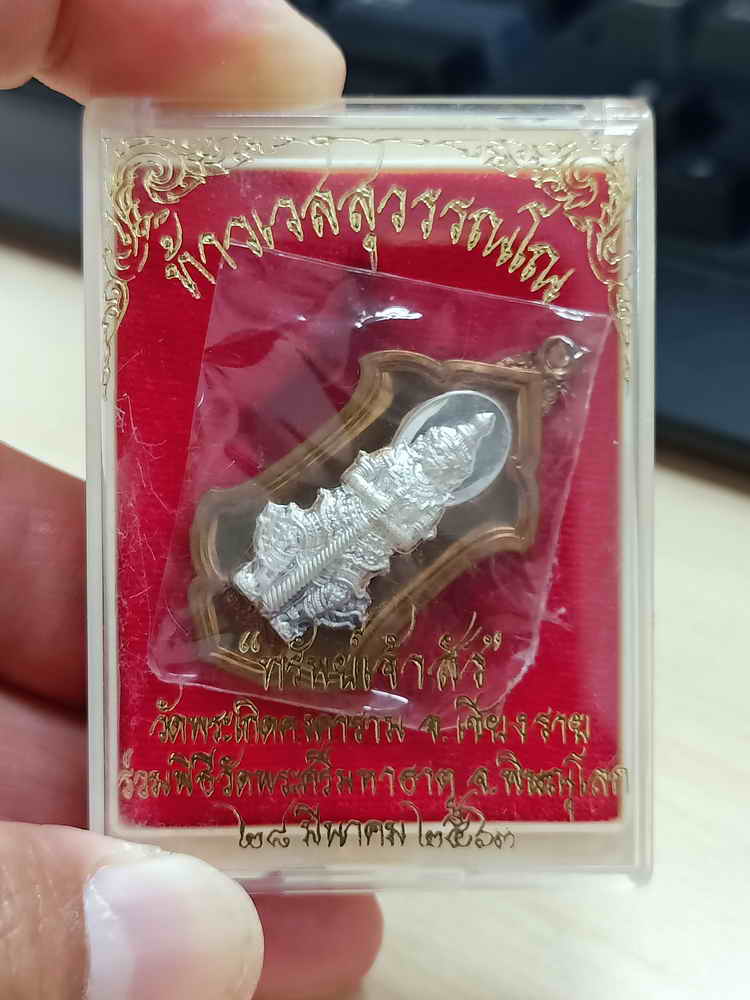 ท้าวเวสสุวรรณโณ
"ทรัพย์เจ้าสัว"
วัดพระเกิดคงคาราม จ.เชียงราย
ร่วมพิธีวัดพระศรีมหาธาตุ จ.พิษณุโลก
๒๘ มีนาคม ๒๕๖๓